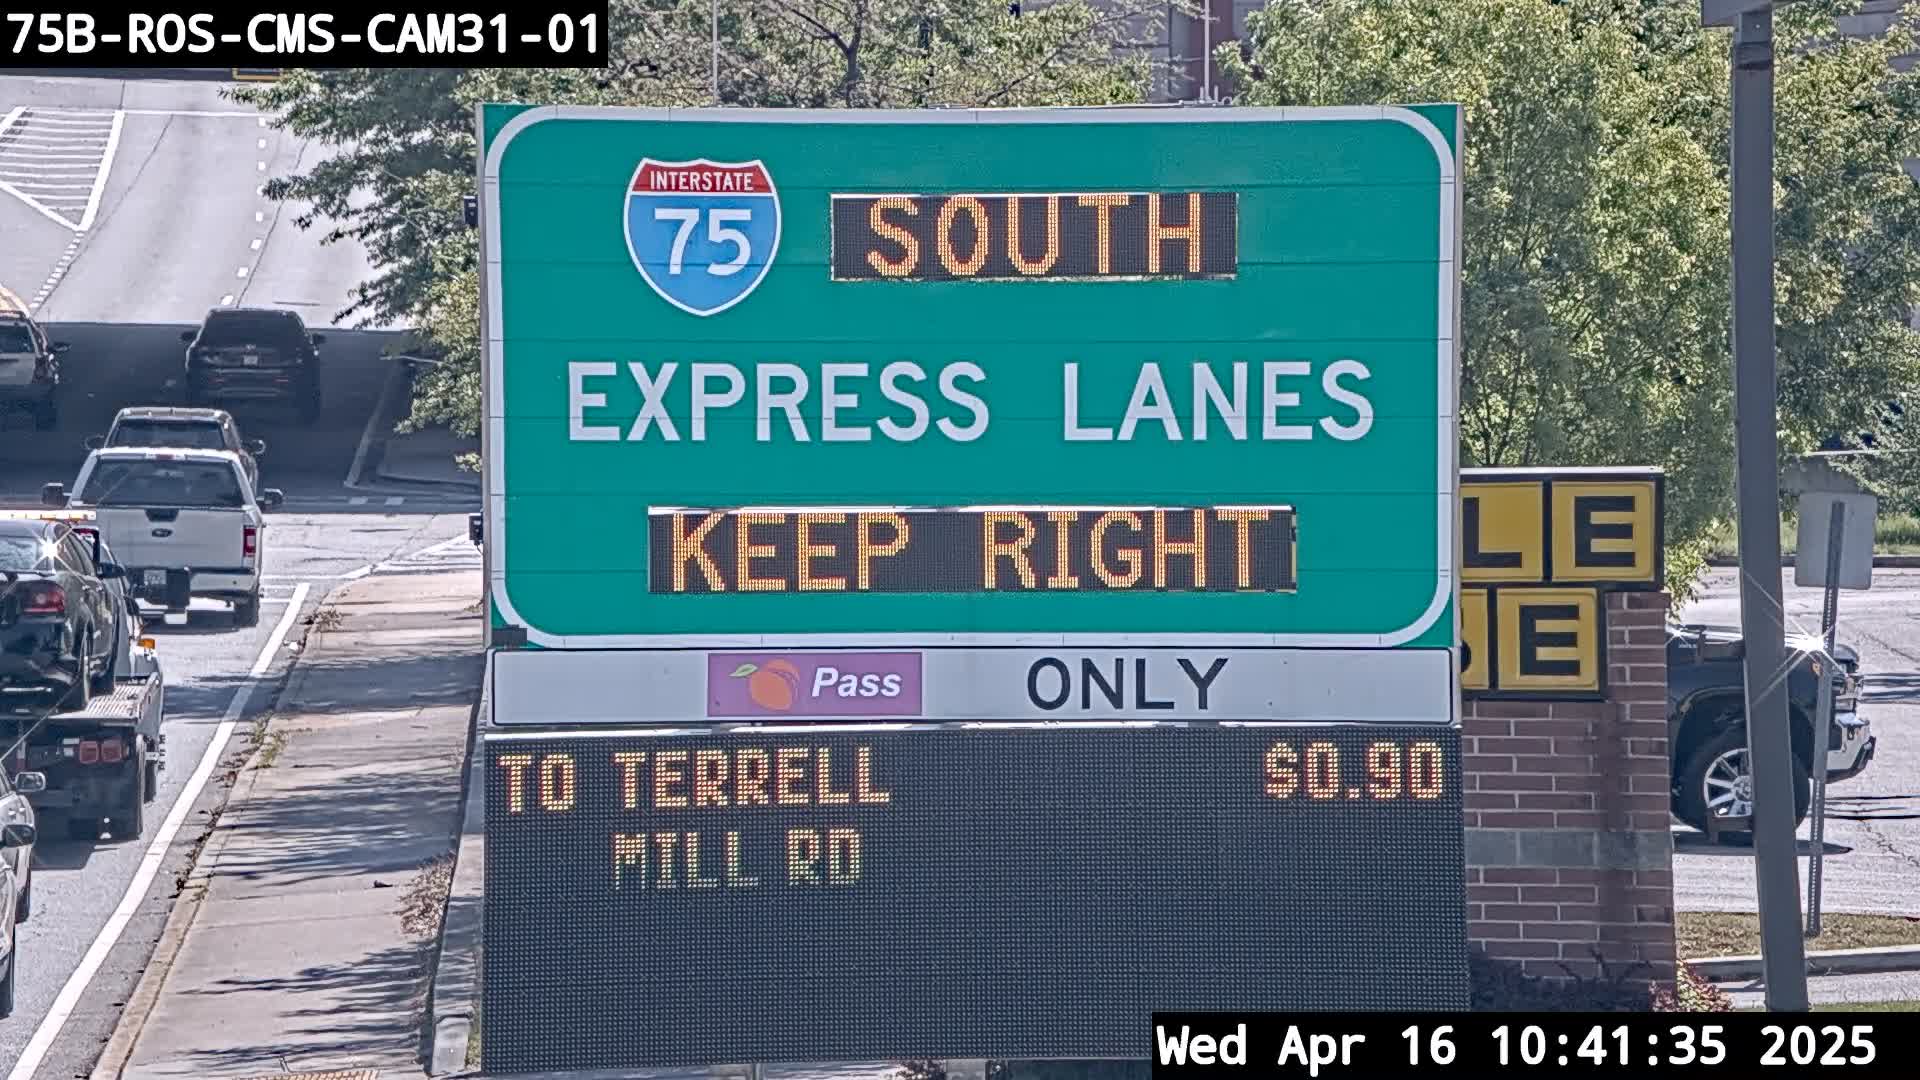 75B-ROS-CMS-CAM31-01
INTERSTATE
75
SOUTH
EXPRESS LANES
KEEP RIGHT
Pass ONLY
TO TERRELL $0.90
MILL RD
LE
E
Wed Apr 16 10:41:35 2025